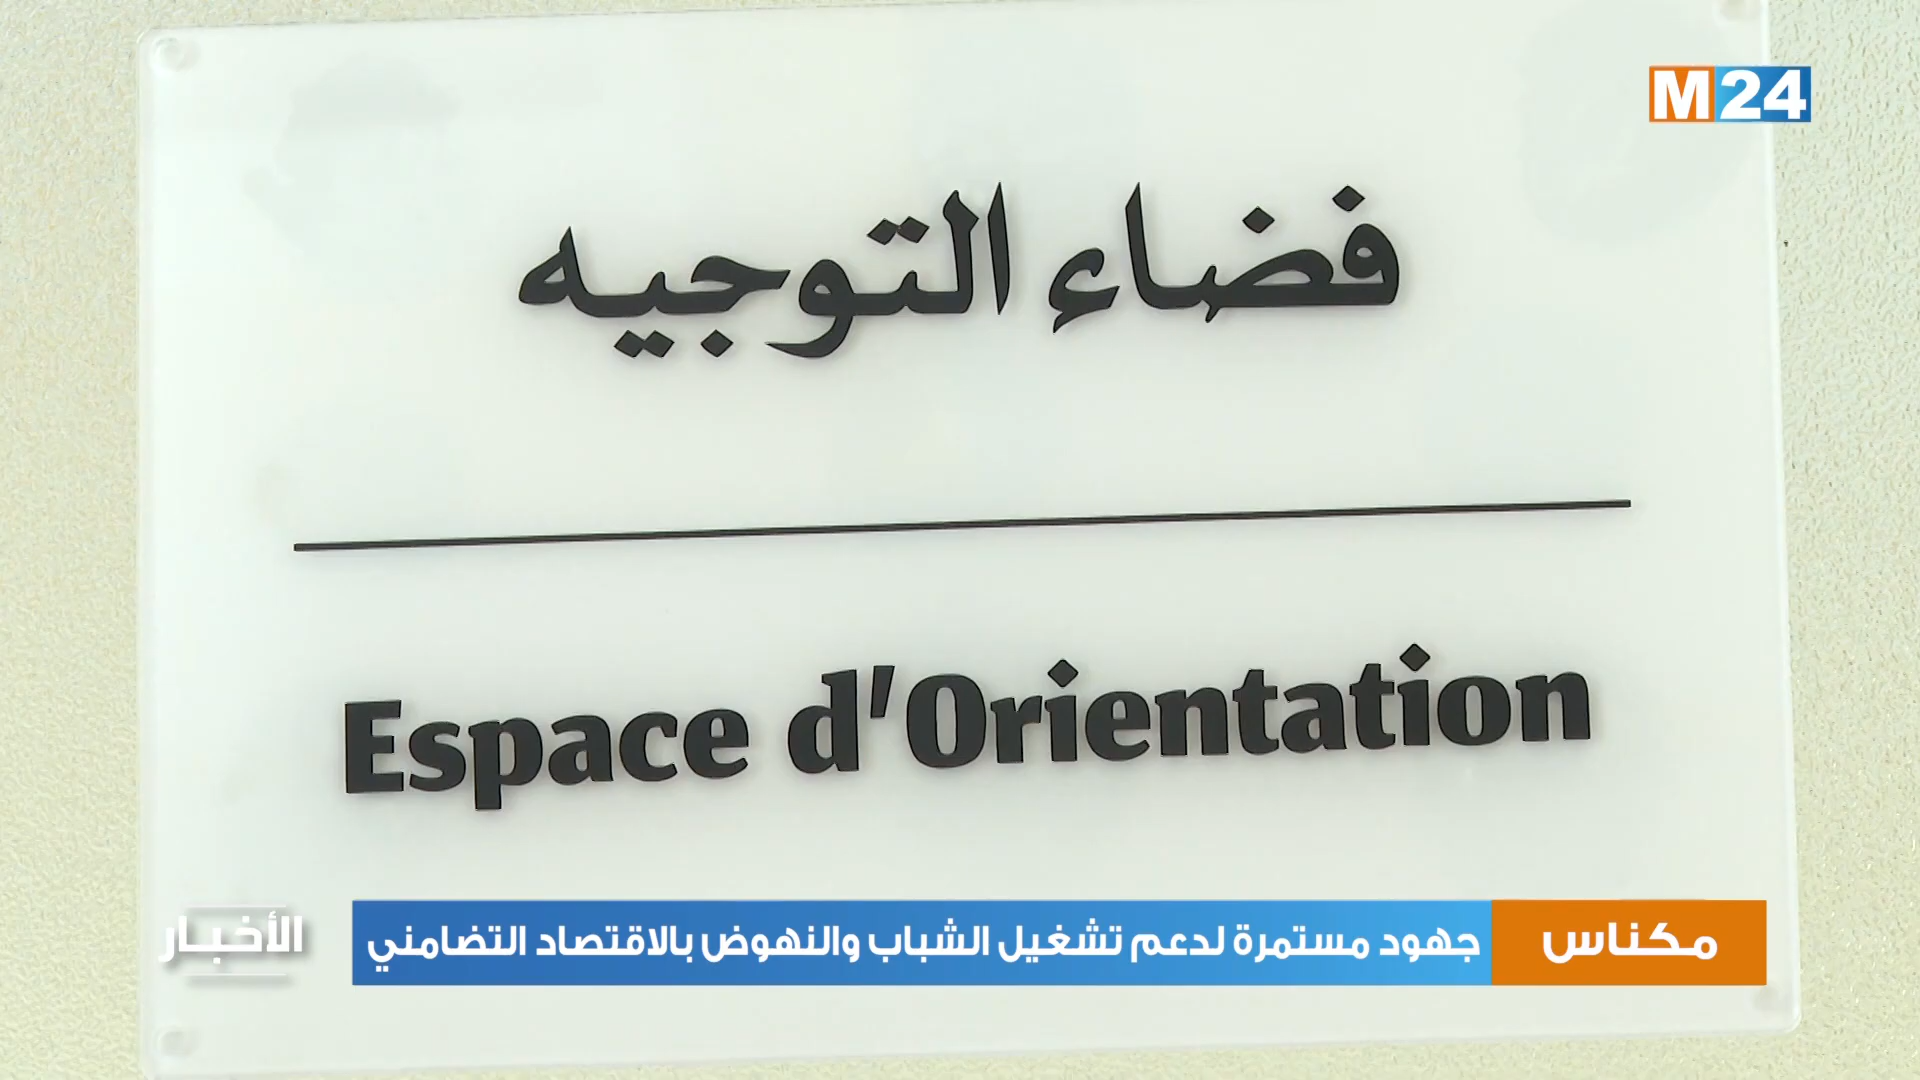 M24
فضاء التوجيه
Espace d'Orientation
مكناس
جهود مستمرة لدعم تشغيل الشباب والنهوض بالاقتصاد التضامني
الأخبار